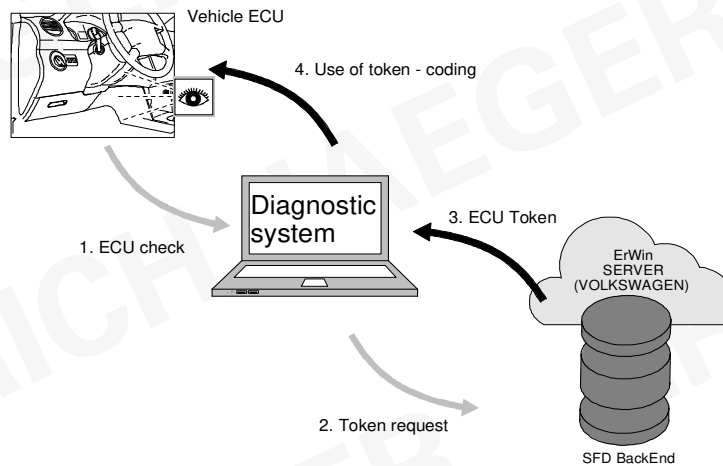 Vehicle ECU
4. Use of token - coding
Diagnostic
system
3. ECU Token
1. ECU check
ErWin
SERVER
(VOLKSWAGEN)
2. Token request
SFD BackEnd